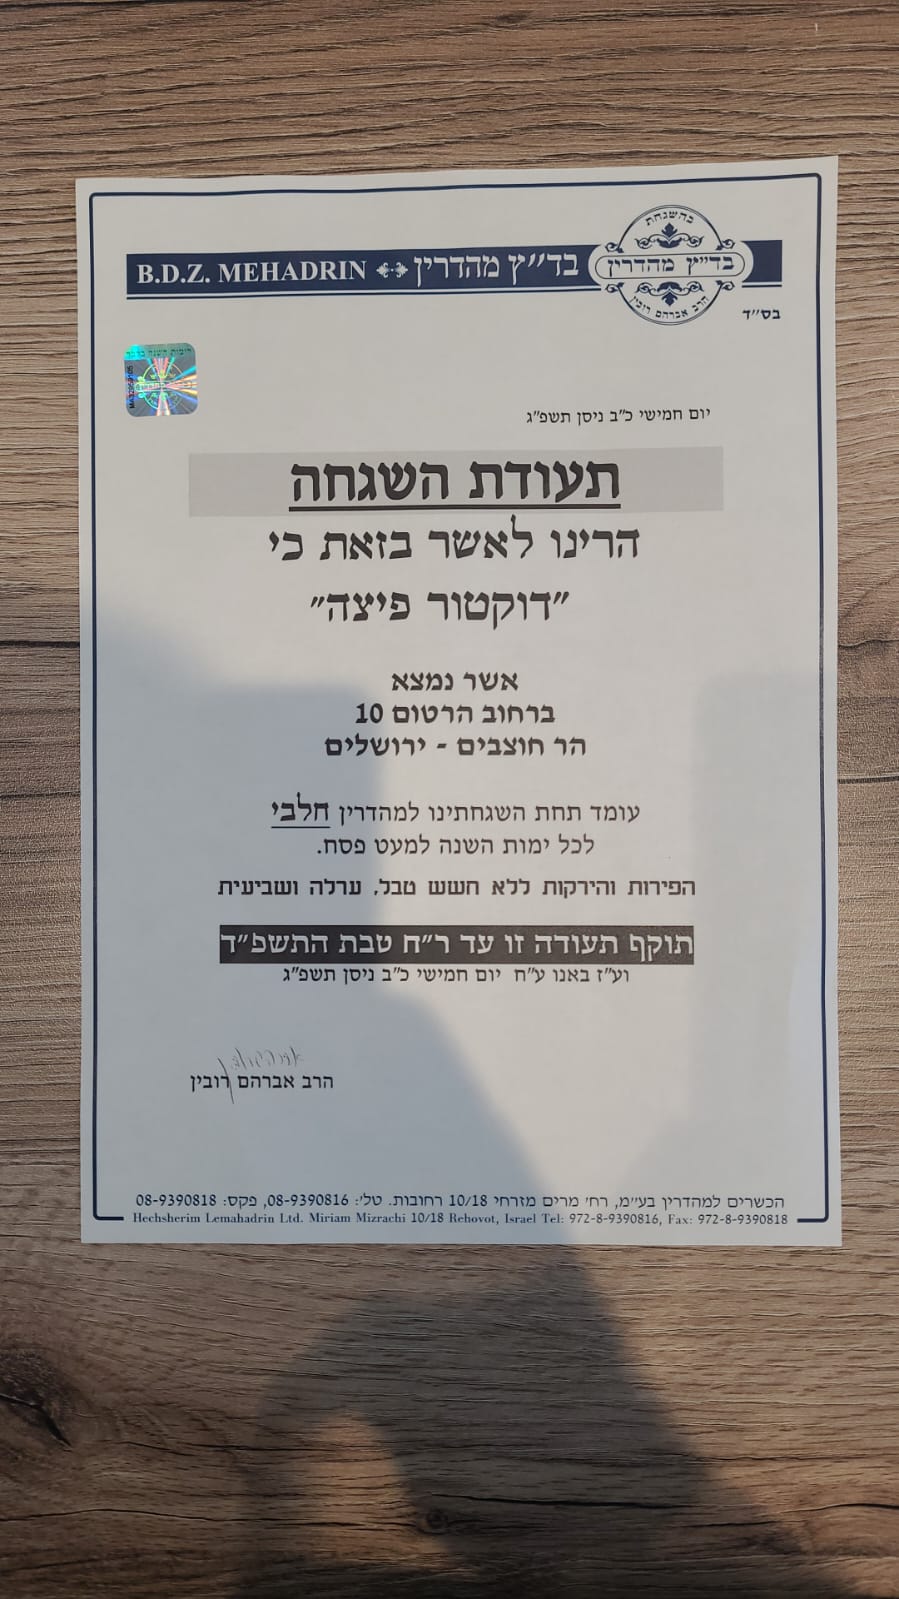 בהשגחת
בד״ץ מהדרין
הרב אברהם רובין
B.D.Z. MEHADRIN בד״ץ מהדרין
בס״ד
יום חמישי כ״ב ניסן תשפ״ג
תעודת השגחה
הרינו לאשר בזאת כי
״דוקטור פיצה״
אשר נמצא
ברחוב הרטום 10
הר חוצבים - ירושלים
עומד תחת השגחתינו למהדרין חלבי
לכל ימות השנה למעט פסח.
הפירות והירקות ללא חשש טבל, ערלה ושביעית
תוקף תעודה זו עד ר״ח טבת התשפ״ד
וע״ז באנו ע״ח יום חמישי כ״ב ניסן תשפ״ג
הרב אברהם רובין
הכשרים למהדרין בע״מ, רח׳ מרים מזרחי 10/18 רחובות. טל׳: 08-9390816, פקס: 08-9390818
Hechsherim Lemahadrin Ltd. Miriam Mizrachi 10/18 Rehovot, Israel Tel: 972-8-9390816, Fax: 972-8-9390818